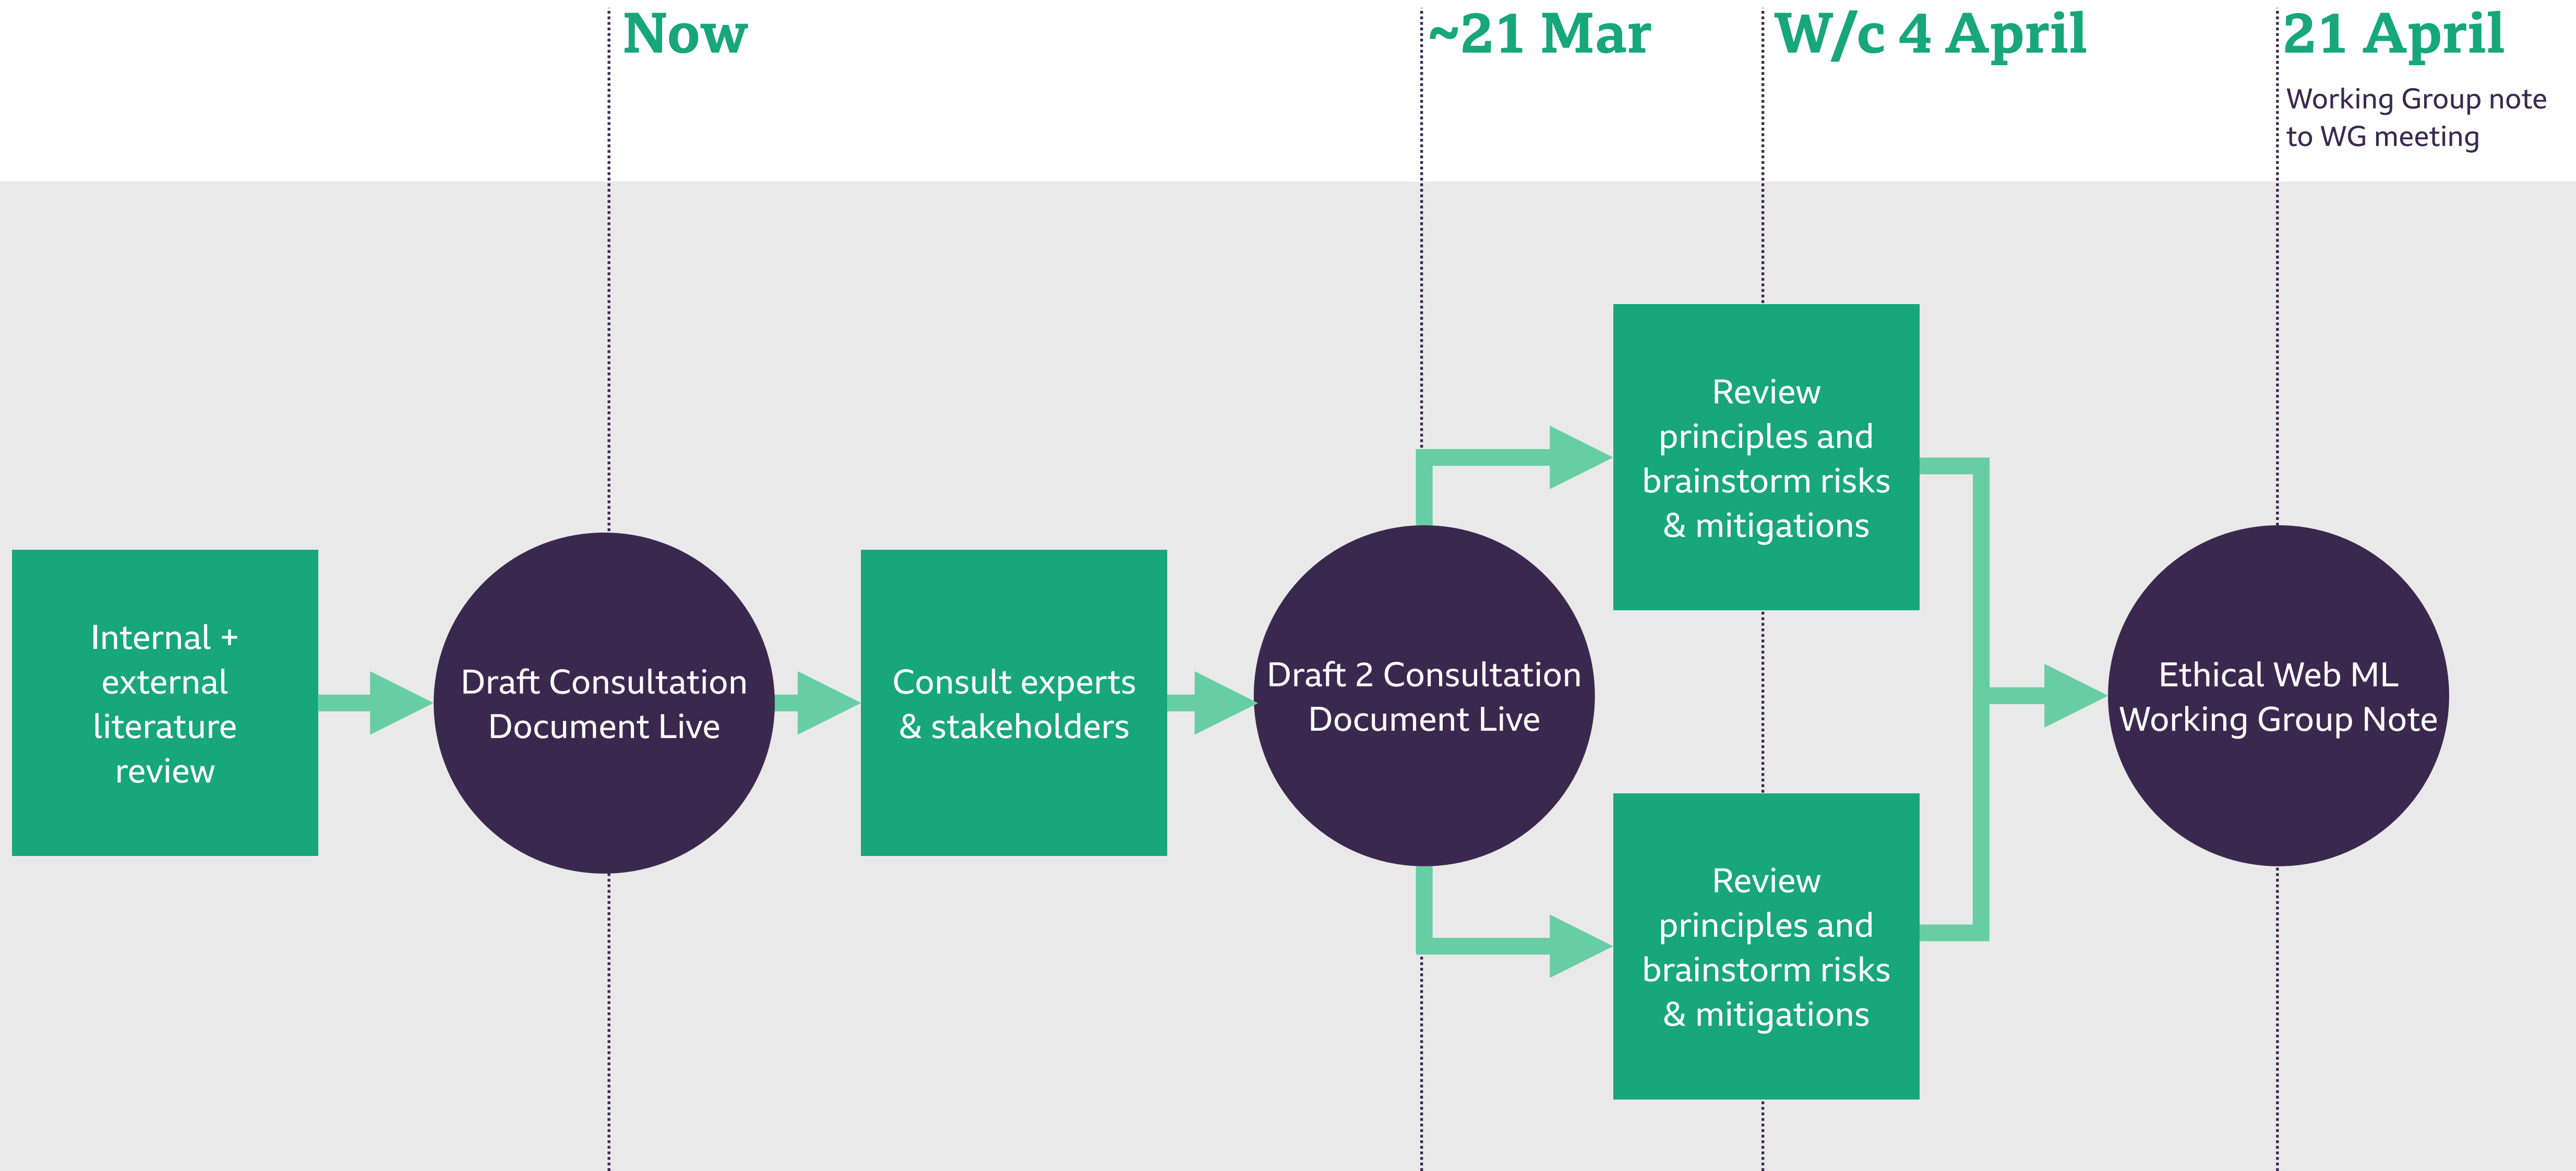 Now
~21 Mar
W/c 4 April
21 April
Working Group note
to WG meeting
Internal +
external
literature
review
Draft Consultation
Document Live
Consult experts
& stakeholders
Draft 2 Consultation
Document Live
Review
principles and
brainstorm risks
& mitigations
Review
principles and
brainstorm risks
& mitigations
Ethical Web ML
Working Group Note